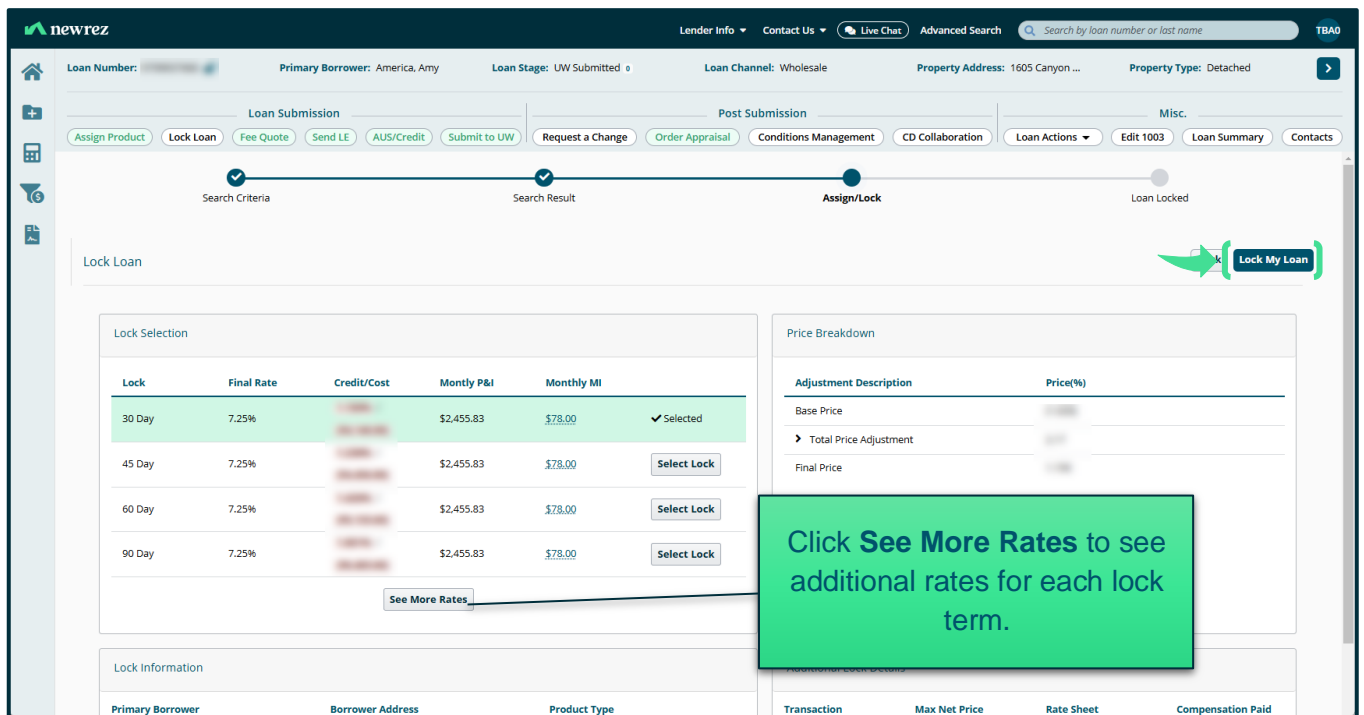 newrez
Lender Info
Contact Us
Live Chat
Advanced Search
Search by loan number or last name
TBA0
Loan Number:
Primary Borrower: America, Amy
Loan Stage: UW Submitted 0
Loan Channel: Wholesale
Property Address: 1605 Canyon ...
Property Type: Detached
Loan Submission
Post Submission
Misc.
Assign Product
Lock Loan
Fee Quote
Send LE
AUS/Credit
Submit to UW
Request a Change
Order Appraisal
Conditions Management
CD Collaboration
Loan Actions
Edit 1003
Loan Summary
Contacts
Search Criteria
Search Result
Assign/Lock
Loan Locked
Lock Loan
Lock My Loan
Lock Selection
Lock Final Rate Credit/Cost Montly P&I Monthly MI
30 Day 7.25% $2,455.83 $78.00 Selected
45 Day 7.25% $2,455.83 $78.00 Select Lock
60 Day 7.25% $2,455.83 $78.00 Select Lock
90 Day 7.25% $2,455.83 $78.00 Select Lock
See More Rates
Price Breakdown
Adjustment Description Price(%)
Base Price
Total Price Adjustment
Final Price
Click See More Rates to see
additional rates for each lock
term.
Lock Information
Additional Lock Details
Primary Borrower Borrower Address Product Type
Transaction Max Net Price Rate Sheet Compensation Paid